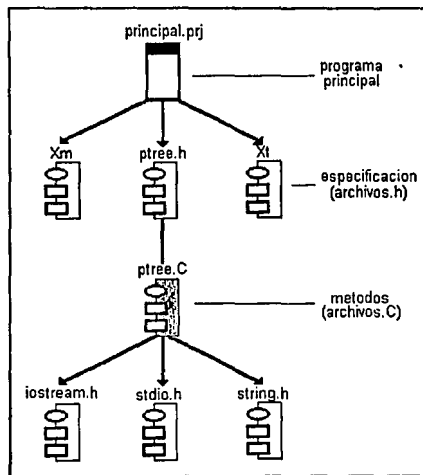 principal.prj
programa
principal
Xm
ptree.h
Xt
especificacion
(archivos.h)
ptree.C
metodos
(archivos.C)
iostream.h
stdio.h
string.h